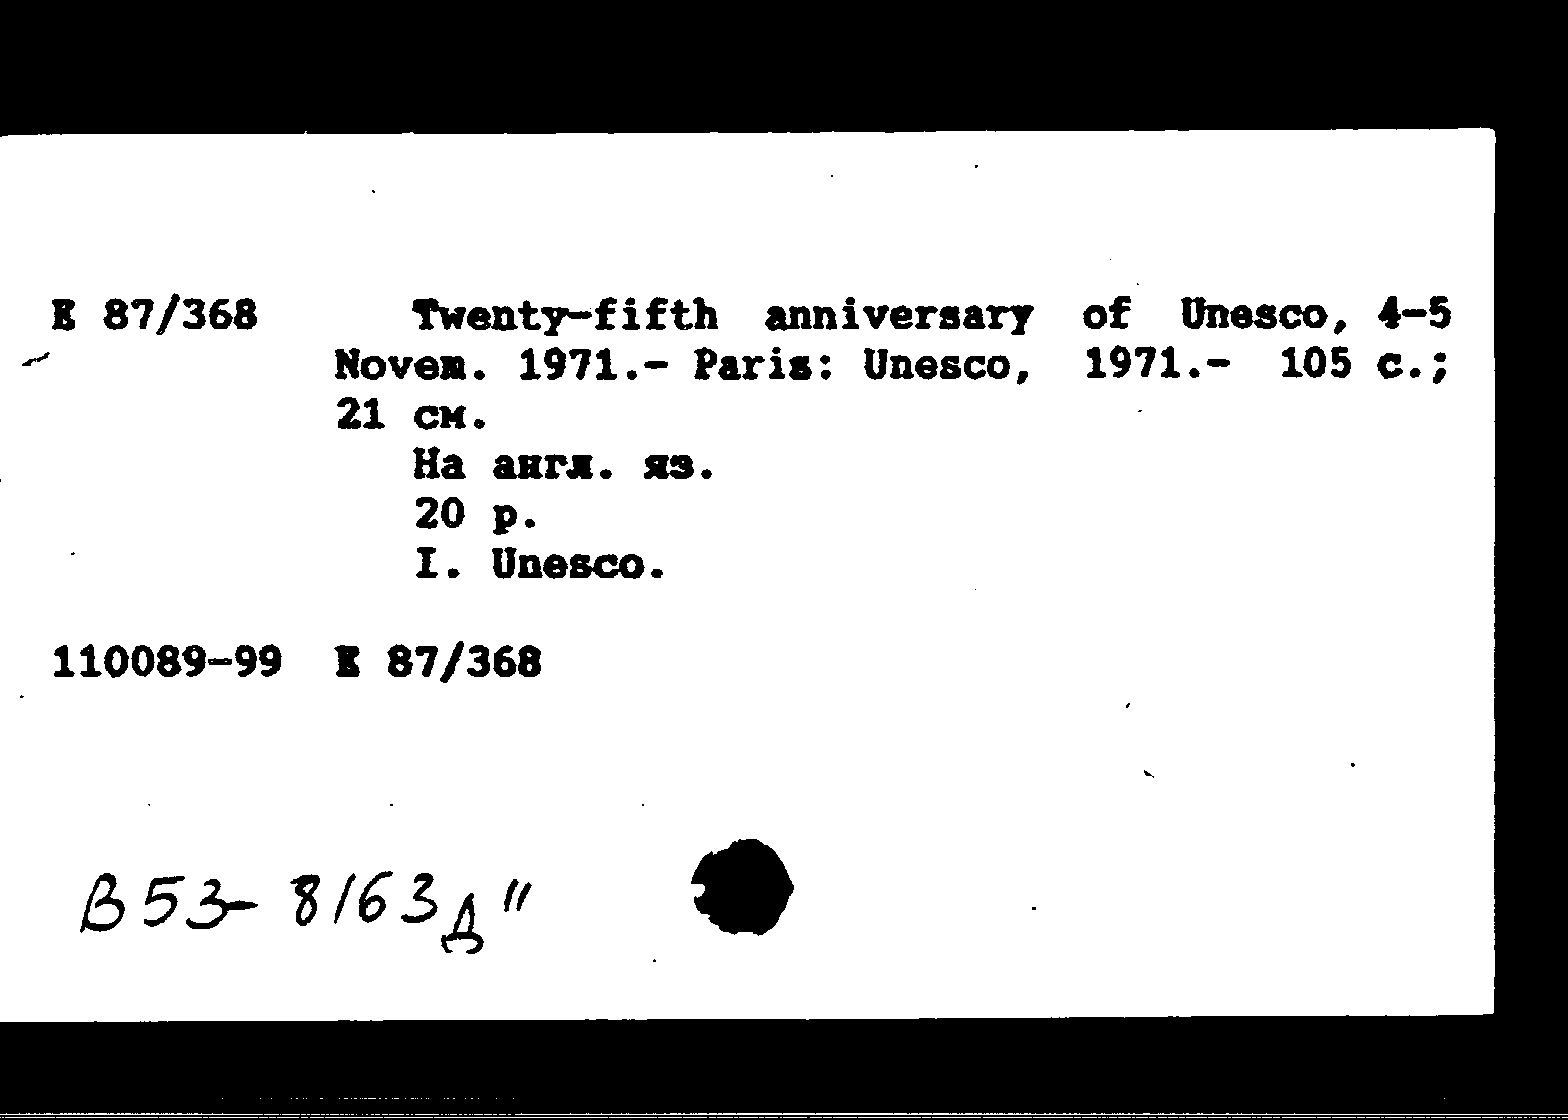 E 87/368 Twenty-fifth anniversary of Unesco, 4-5
Novem. 1971.- Paris: Unesco, 1971.- 105 с.;
21 см.
На англ. яз.
20 р.
I. Unesco.
110089-99 E 87/368
В 53- 8163д"